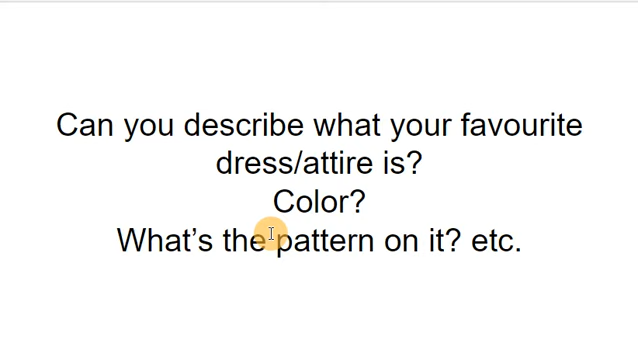 Can you describe what your favourite
dress/attire is?
Color?
What’s the pattern on it? etc.